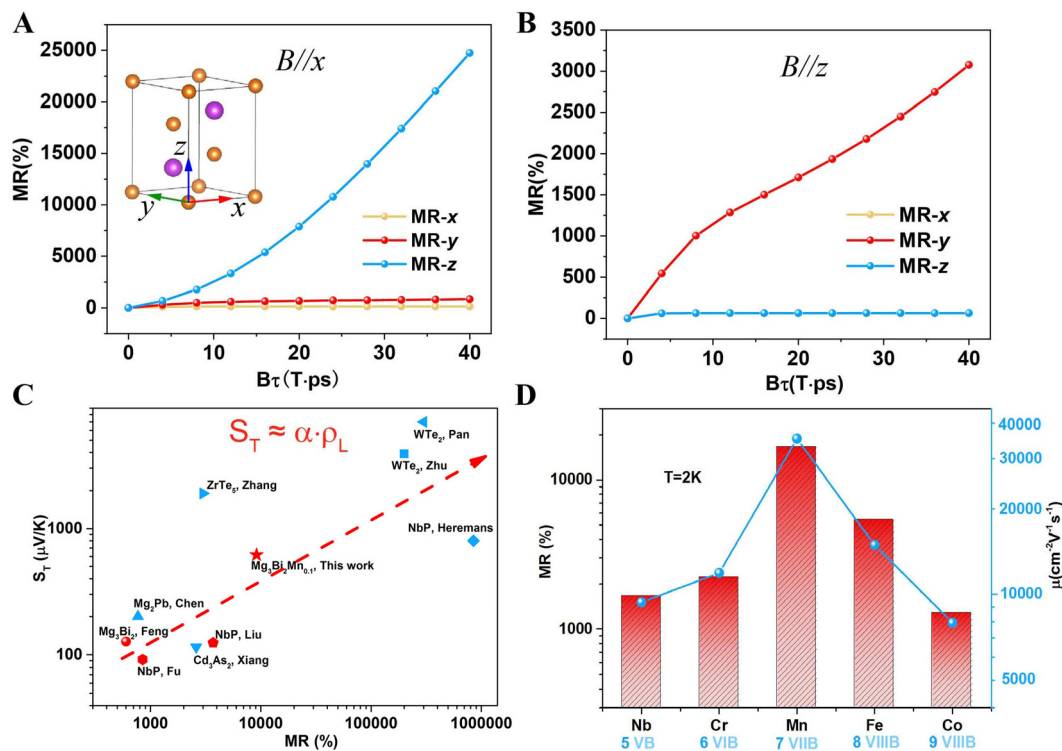 A
B//x
MR(%)
25000
20000
15000
10000
5000
0
z
y
x
MR-x
MR-y
MR-z
0 10 20 30 40
Bτ(T·ps)
B
B//z
MR(%)
3500
3000
2500
2000
1500
1000
500
0
MR-x
MR-y
MR-z
0 10 20 30 40
Bτ(T·ps)
C
S_T ≈ α·ρ_L
S_T (μV/K)
1000
100
WTe₂, Pan
WTe₂, Zhu
ZrTe₅, Zhang
NbP, Heremans
Mg₃Bi₂Mn₀.₁, This work
Mg₂Pb, Chen
Mg₃Bi₂, Feng
NbP, Liu
NbP, Fu
Cd₃As₂, Xiang
1000 10000 100000 1000000
MR (%)
D
T=2K
MR (%)
10000
1000
40000
35000
20000
10000
5000
μ(cm⁻²V⁻¹s⁻¹)
Nb Cr Mn Fe Co
5 VB 6 VIB 7 VIIB 8 VIIIB 9 VIIIB